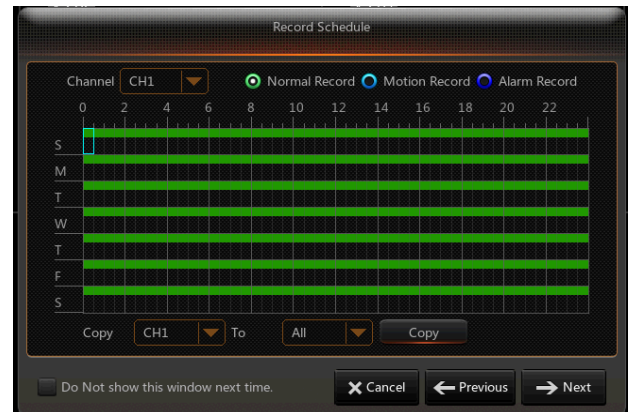 Record Schedule
Channel CH1 Normal Record Motion Record Alarm Record
0 2 4 6 8 10 12 14 16 18 20 22
S
M
T
W
T
F
S
Copy CH1 To All Copy
Do Not show this window next time. Cancel Previous Next